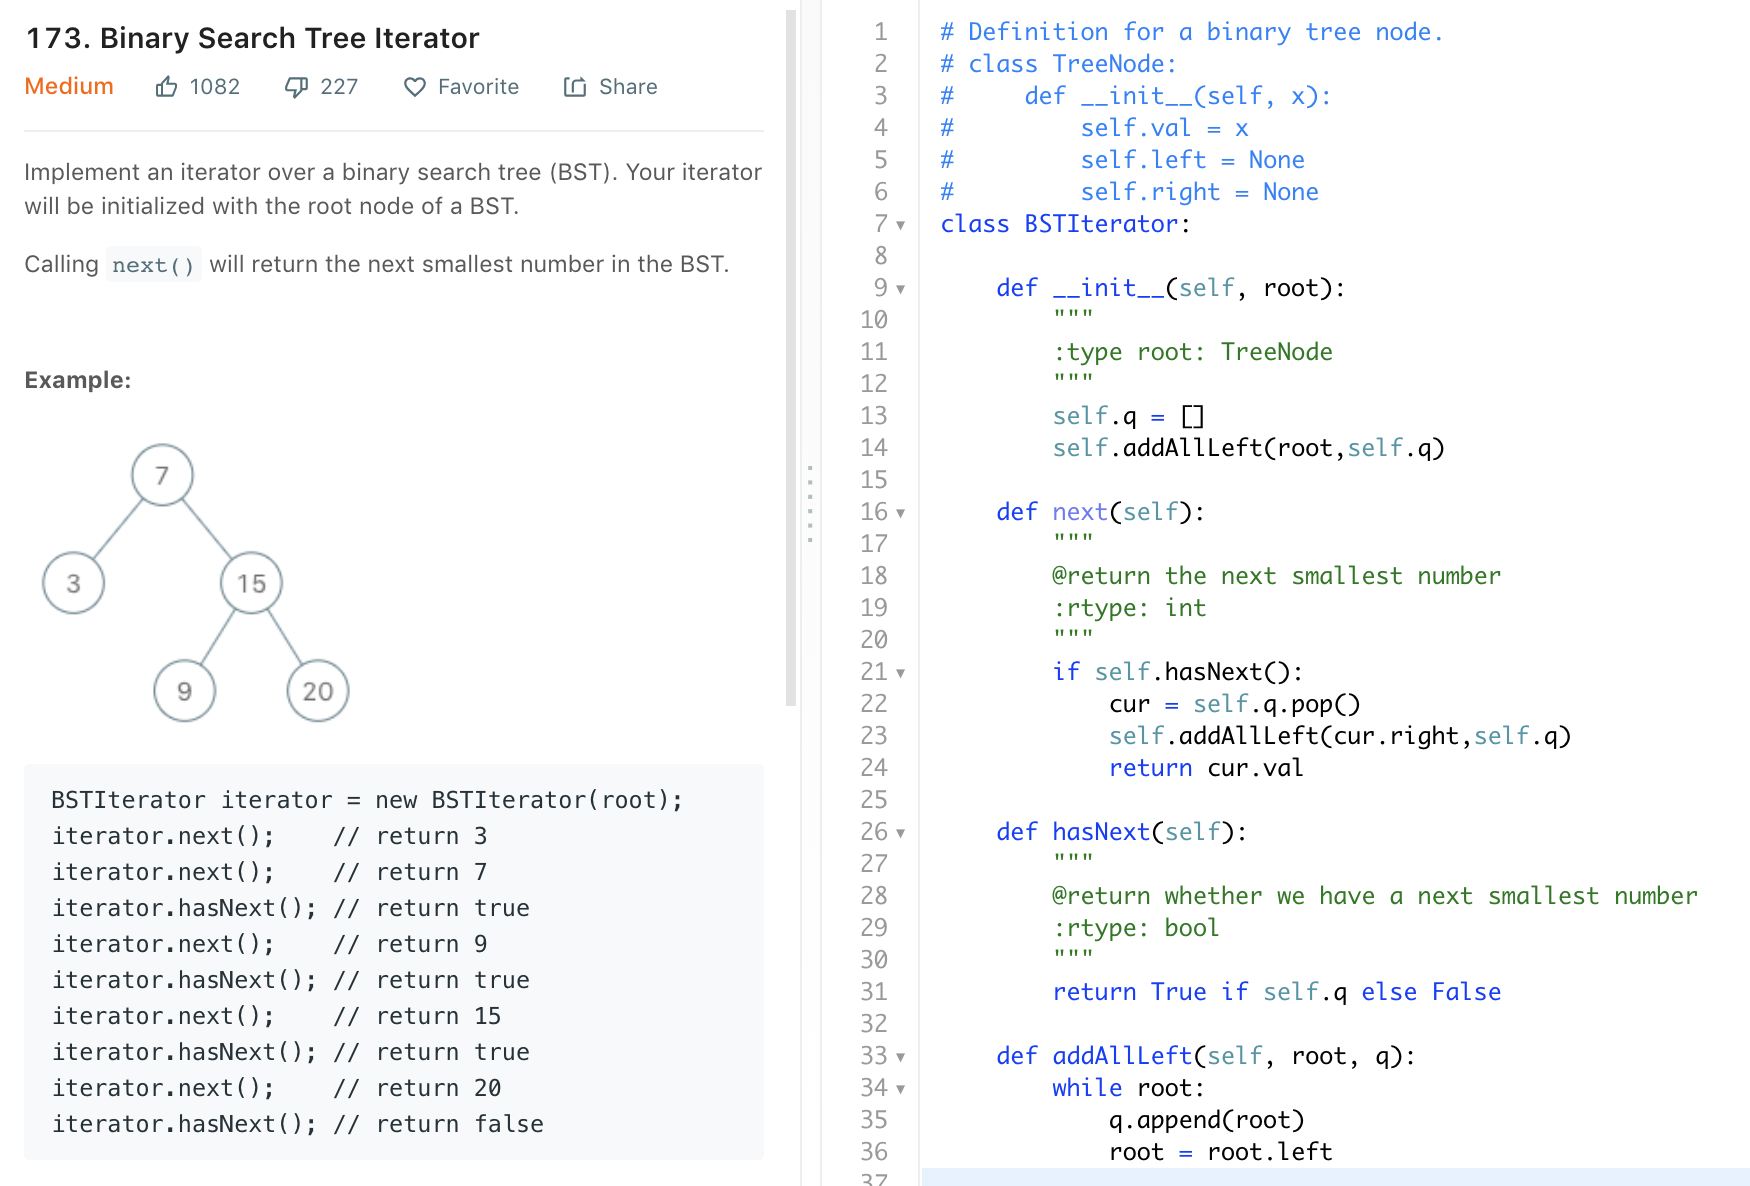 173. Binary Search Tree Iterator
Medium 1082 227 Favorite Share
Implement an iterator over a binary search tree (BST). Your iterator
will be initialized with the root node of a BST.
Calling next() will return the next smallest number in the BST.
Example:
7
3 15
9 20
BSTIterator iterator = new BSTIterator(root);
iterator.next();    // return 3
iterator.next();    // return 7
iterator.hasNext(); // return true
iterator.next();    // return 9
iterator.hasNext(); // return true
iterator.next();    // return 15
iterator.hasNext(); // return true
iterator.next();    // return 20
iterator.hasNext(); // return false
1 # Definition for a binary tree node.
2 # class TreeNode:
3 #     def __init__(self, x):
4 #         self.val = x
5 #         self.left = None
6 #         self.right = None
7 class BSTIterator:
8
9     def __init__(self, root):
10         """
11         :type root: TreeNode
12         """
13         self.q = []
14         self.addAllLeft(root,self.q)
15
16     def next(self):
17         """
18         @return the next smallest number
19         :rtype: int
20         """
21         if self.hasNext():
22             cur = self.q.pop()
23             self.addAllLeft(cur.right,self.q)
24             return cur.val
25
26     def hasNext(self):
27         """
28         @return whether we have a next smallest number
29         :rtype: bool
30         """
31         return True if self.q else False
32
33     def addAllLeft(self, root, q):
34         while root:
35             q.append(root)
36             root = root.left
37